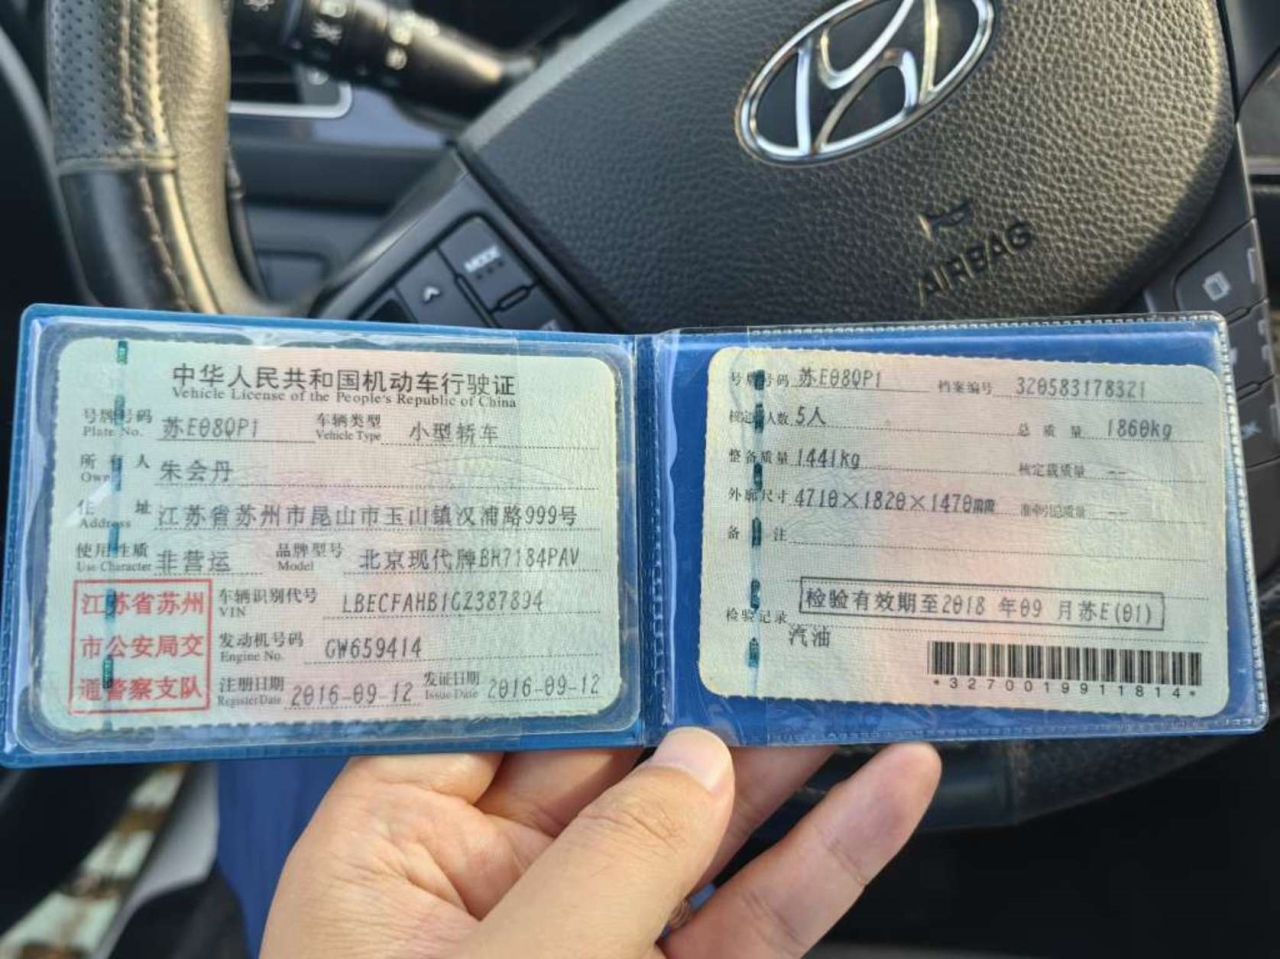 MODE
AIRBAG
中华人民共和国机动车行驶证
Vehicle License of the People's Republic of China
号牌号码 苏E08QP1 车辆类型 小型轿车
Plate No. Vehicle Type
所有人 朱会丹
Owner
住址 江苏省苏州市昆山市玉山镇汉浦路999号
Address
使用性质 非营运 品牌型号 北京现代牌BH7184PAV
Use Character Model
江苏省苏州
市公安局交
通警察支队
车辆识别代号 LBECFAHB1GZ387894
VIN
发动机号码 GW659414
Engine No.
注册日期 2016-09-12 发证日期 2016-09-12
Register Date Issue Date
号牌号码 苏E08QP1 档案编号 320583178321
核定载人数 5人 总质量 1860kg
整备质量 1441kg 核定载质量 --
外廓尺寸 4710×1820×1470mm 准牵引总质量 --
备注
检验有效期至2018年09月苏E(01)
检验记录
汽油
*3270019911814*